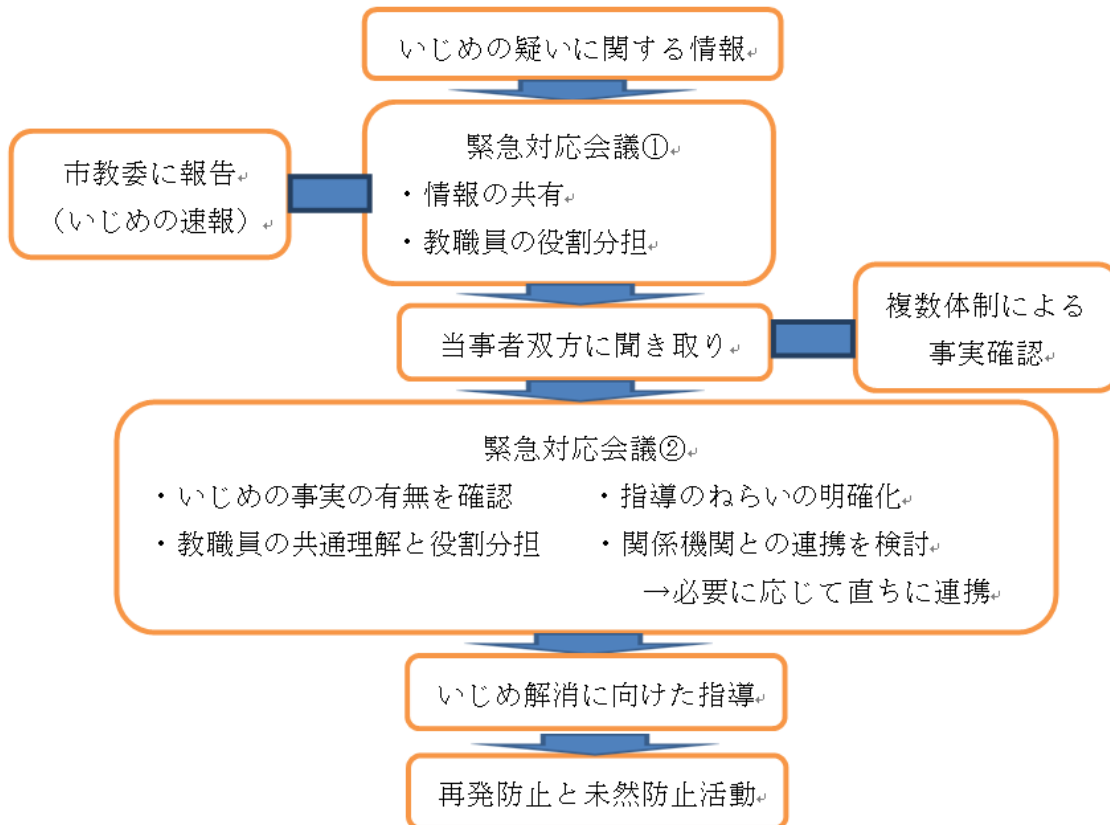 いじめの疑いに関する情報
緊急対応会議①
・情報の共有
・教職員の役割分担
市教委に報告
（いじめの速報）
当事者双方に聞き取り
複数体制による
事実確認
緊急対応会議②
・いじめの事実の有無を確認
・指導のねらいの明確化
・教職員の共通理解と役割分担
・関係機関との連携を検討
→必要に応じて直ちに連携
いじめ解消に向けた指導
再発防止と未然防止活動